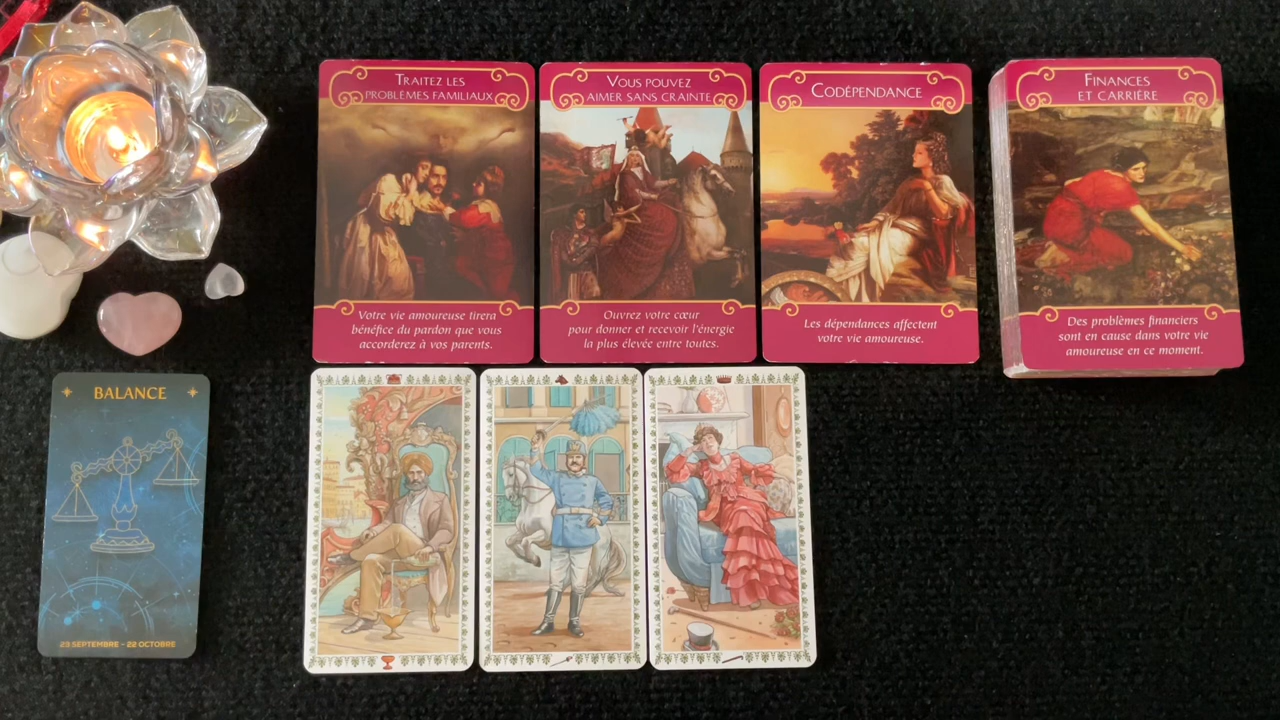 TRAITEZ LES
PROBLÈMES FAMILIAUX
Votre vie amoureuse tirera
bénéfice du pardon que vous
accorderez à vos parents.
VOUS POUVEZ
AIMER SANS CRAINTE
Ouvrez votre cœur
pour donner et recevoir l'énergie
la plus élevée entre toutes.
CODÉPENDANCE
Les dépendances affectent
votre vie amoureuse.
FINANCES
ET CARRIÈRE
Des problèmes financiers
sont en cause dans votre vie
amoureuse en ce moment.
BALANCE
23 SEPTEMBRE - 22 OCTOBRE